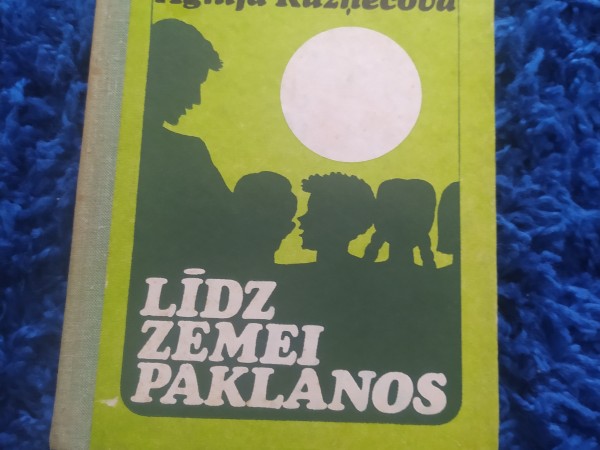 Agnija Kuzņecova
LĪDZ
ZEMEI
PAKLANOS